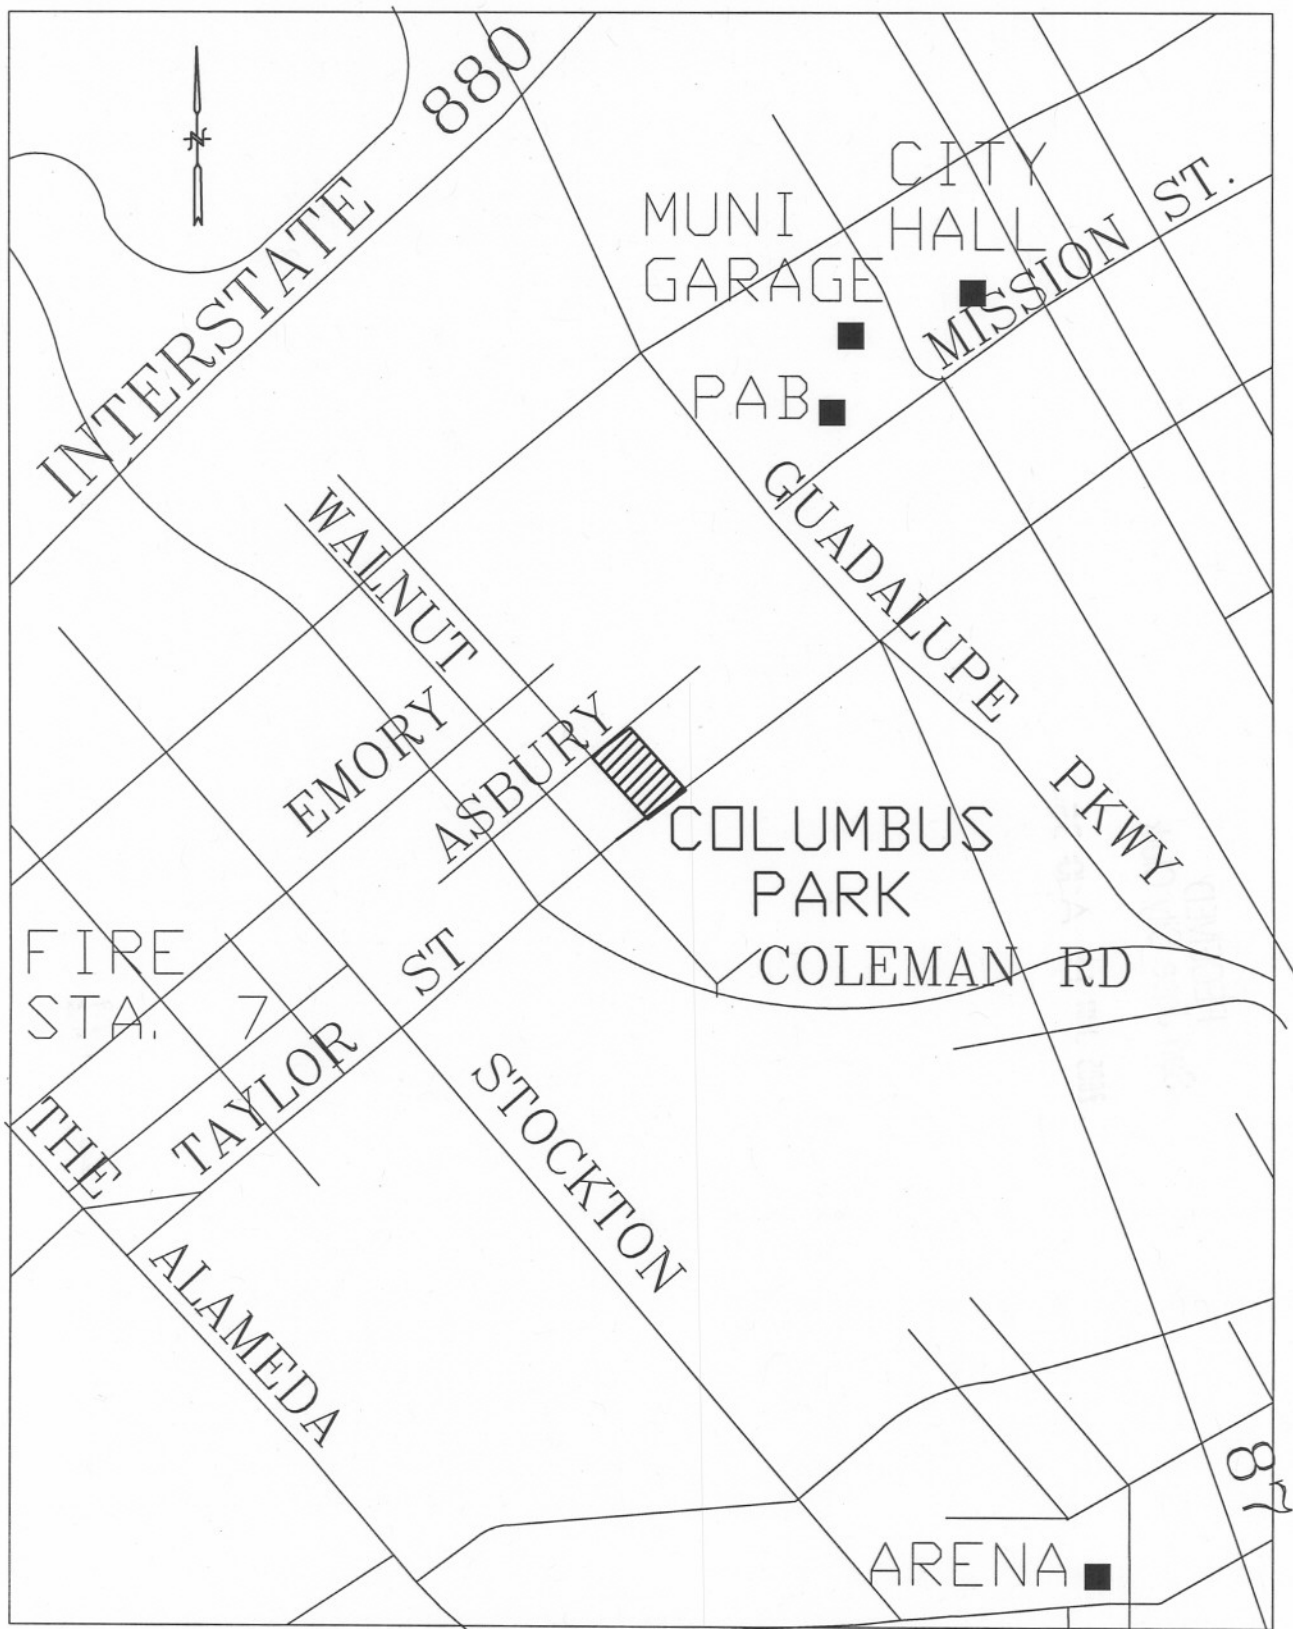 N
INTERSTATE 880
CITY
HALL
MUNI
GARAGE
MISSION ST.
PAB
GUADALUPE PKWY
WALNUT
EMORY
ASBURY
COLUMBUS
PARK
COLEMAN RD
FIRE
STA. 7
TAYLOR ST
THE ALAMEDA
STOCKTON
87
ARENA